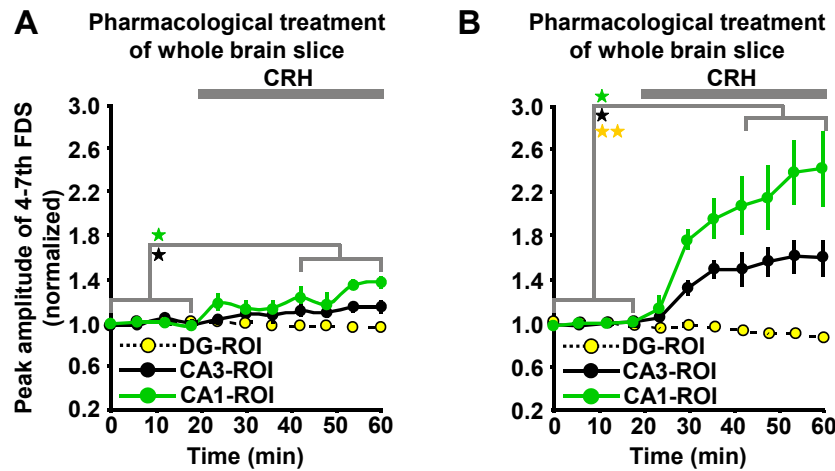 A
Pharmacological treatment
of whole brain slice
CRH
Peak amplitude of 4-7th FDS
(normalized)
3.0
2.6
2.2
1.8
1.4
1.0
0.6
0.2
DG-ROI
CA3-ROI
CA1-ROI
0 10 20 30 40 50 60
Time (min)
B
Pharmacological treatment
of whole brain slice
CRH
3.0
2.6
2.2
1.8
1.4
1.0
0.6
0.2
DG-ROI
CA3-ROI
CA1-ROI
0 10 20 30 40 50 60
Time (min)